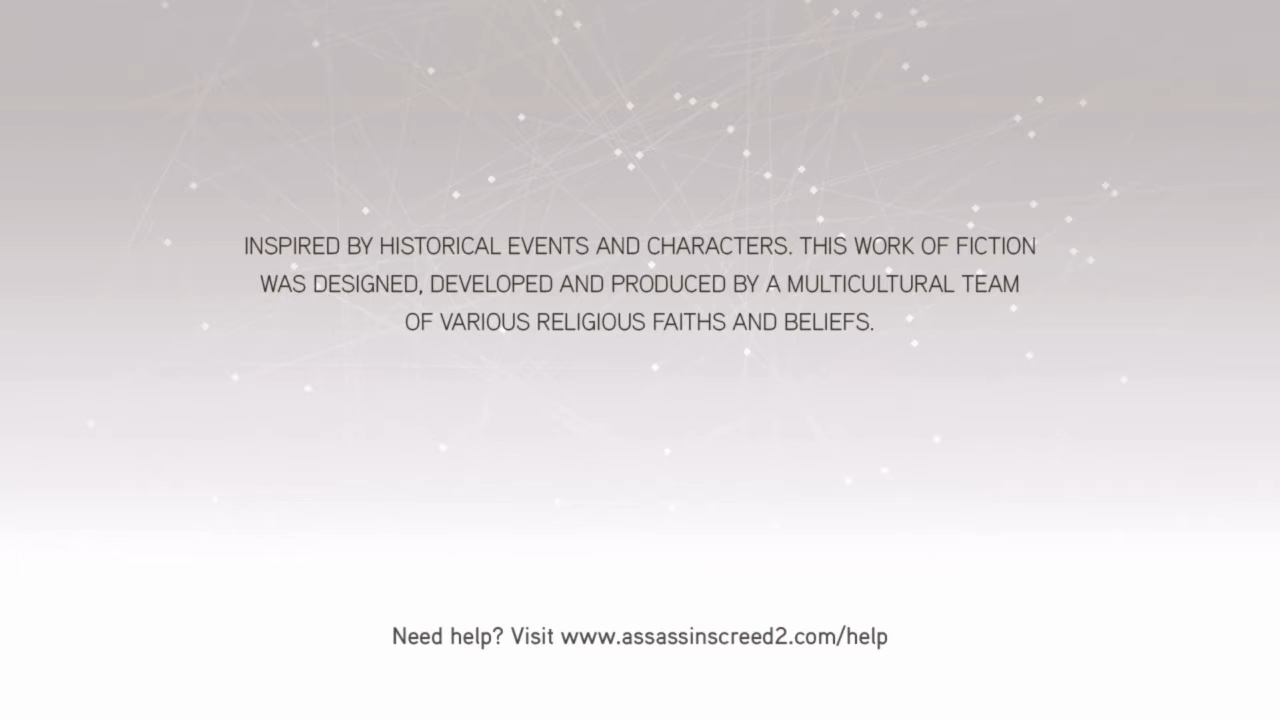 INSPIRED BY HISTORICAL EVENTS AND CHARACTERS. THIS WORK OF FICTION
WAS DESIGNED, DEVELOPED AND PRODUCED BY A MULTICULTURAL TEAM
OF VARIOUS RELIGIOUS FAITHS AND BELIEFS.
Need help? Visit www.assassinscreed2.com/help